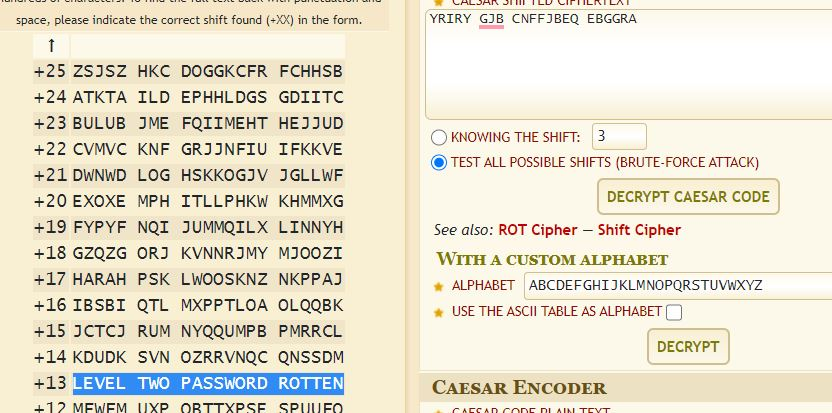 space, please indicate the correct shift found (+XX) in the form.
↑
+25 ZSJSZ HKC DOGGKCFR FCHHSB
+24 ATKTA ILD EPHHLDGS GDIITC
+23 BULUB JME FQIIMEHT HEJJUD
+22 CVMVC KNF GRJJNFIU IFKKVE
+21 DWNWD LOG HSKKOGJV JGLLWF
+20 EXOXE MPH ITLLPHKW KHMMXG
+19 FYPYF NQI JUMMQILX LINNYH
+18 GZQZG ORJ KVNNRJMY MJOOZI
+17 HARAH PSK LWOOSKNZ NKPPAJ
+16 IBSBI QTL MXPPTLOA OLQQBK
+15 JCTCJ RUM NYQQUMPB PMRRCL
+14 KDUDK SVN OZRRVNQC QNSSDM
+13 LEVEL TWO PASSWORD ROTTEN
+12 MFWFM UXP QBTTXPSE SPUUFO
CAESAR SHIFTED CIPHERTEXT
YRIRY GJB CNFFJBEQ EBGGRA
KNOWING THE SHIFT: 3
TEST ALL POSSIBLE SHIFTS (BRUTE-FORCE ATTACK)
DECRYPT CAESAR CODE
See also: ROT Cipher — Shift Cipher
WITH A CUSTOM ALPHABET
ALPHABET ABCDEFGHIJKLMNOPQRSTUVWXYZ
USE THE ASCII TABLE AS ALPHABET
DECRYPT
CAESAR ENCODER
CAESAR CODE PLAIN TEXT